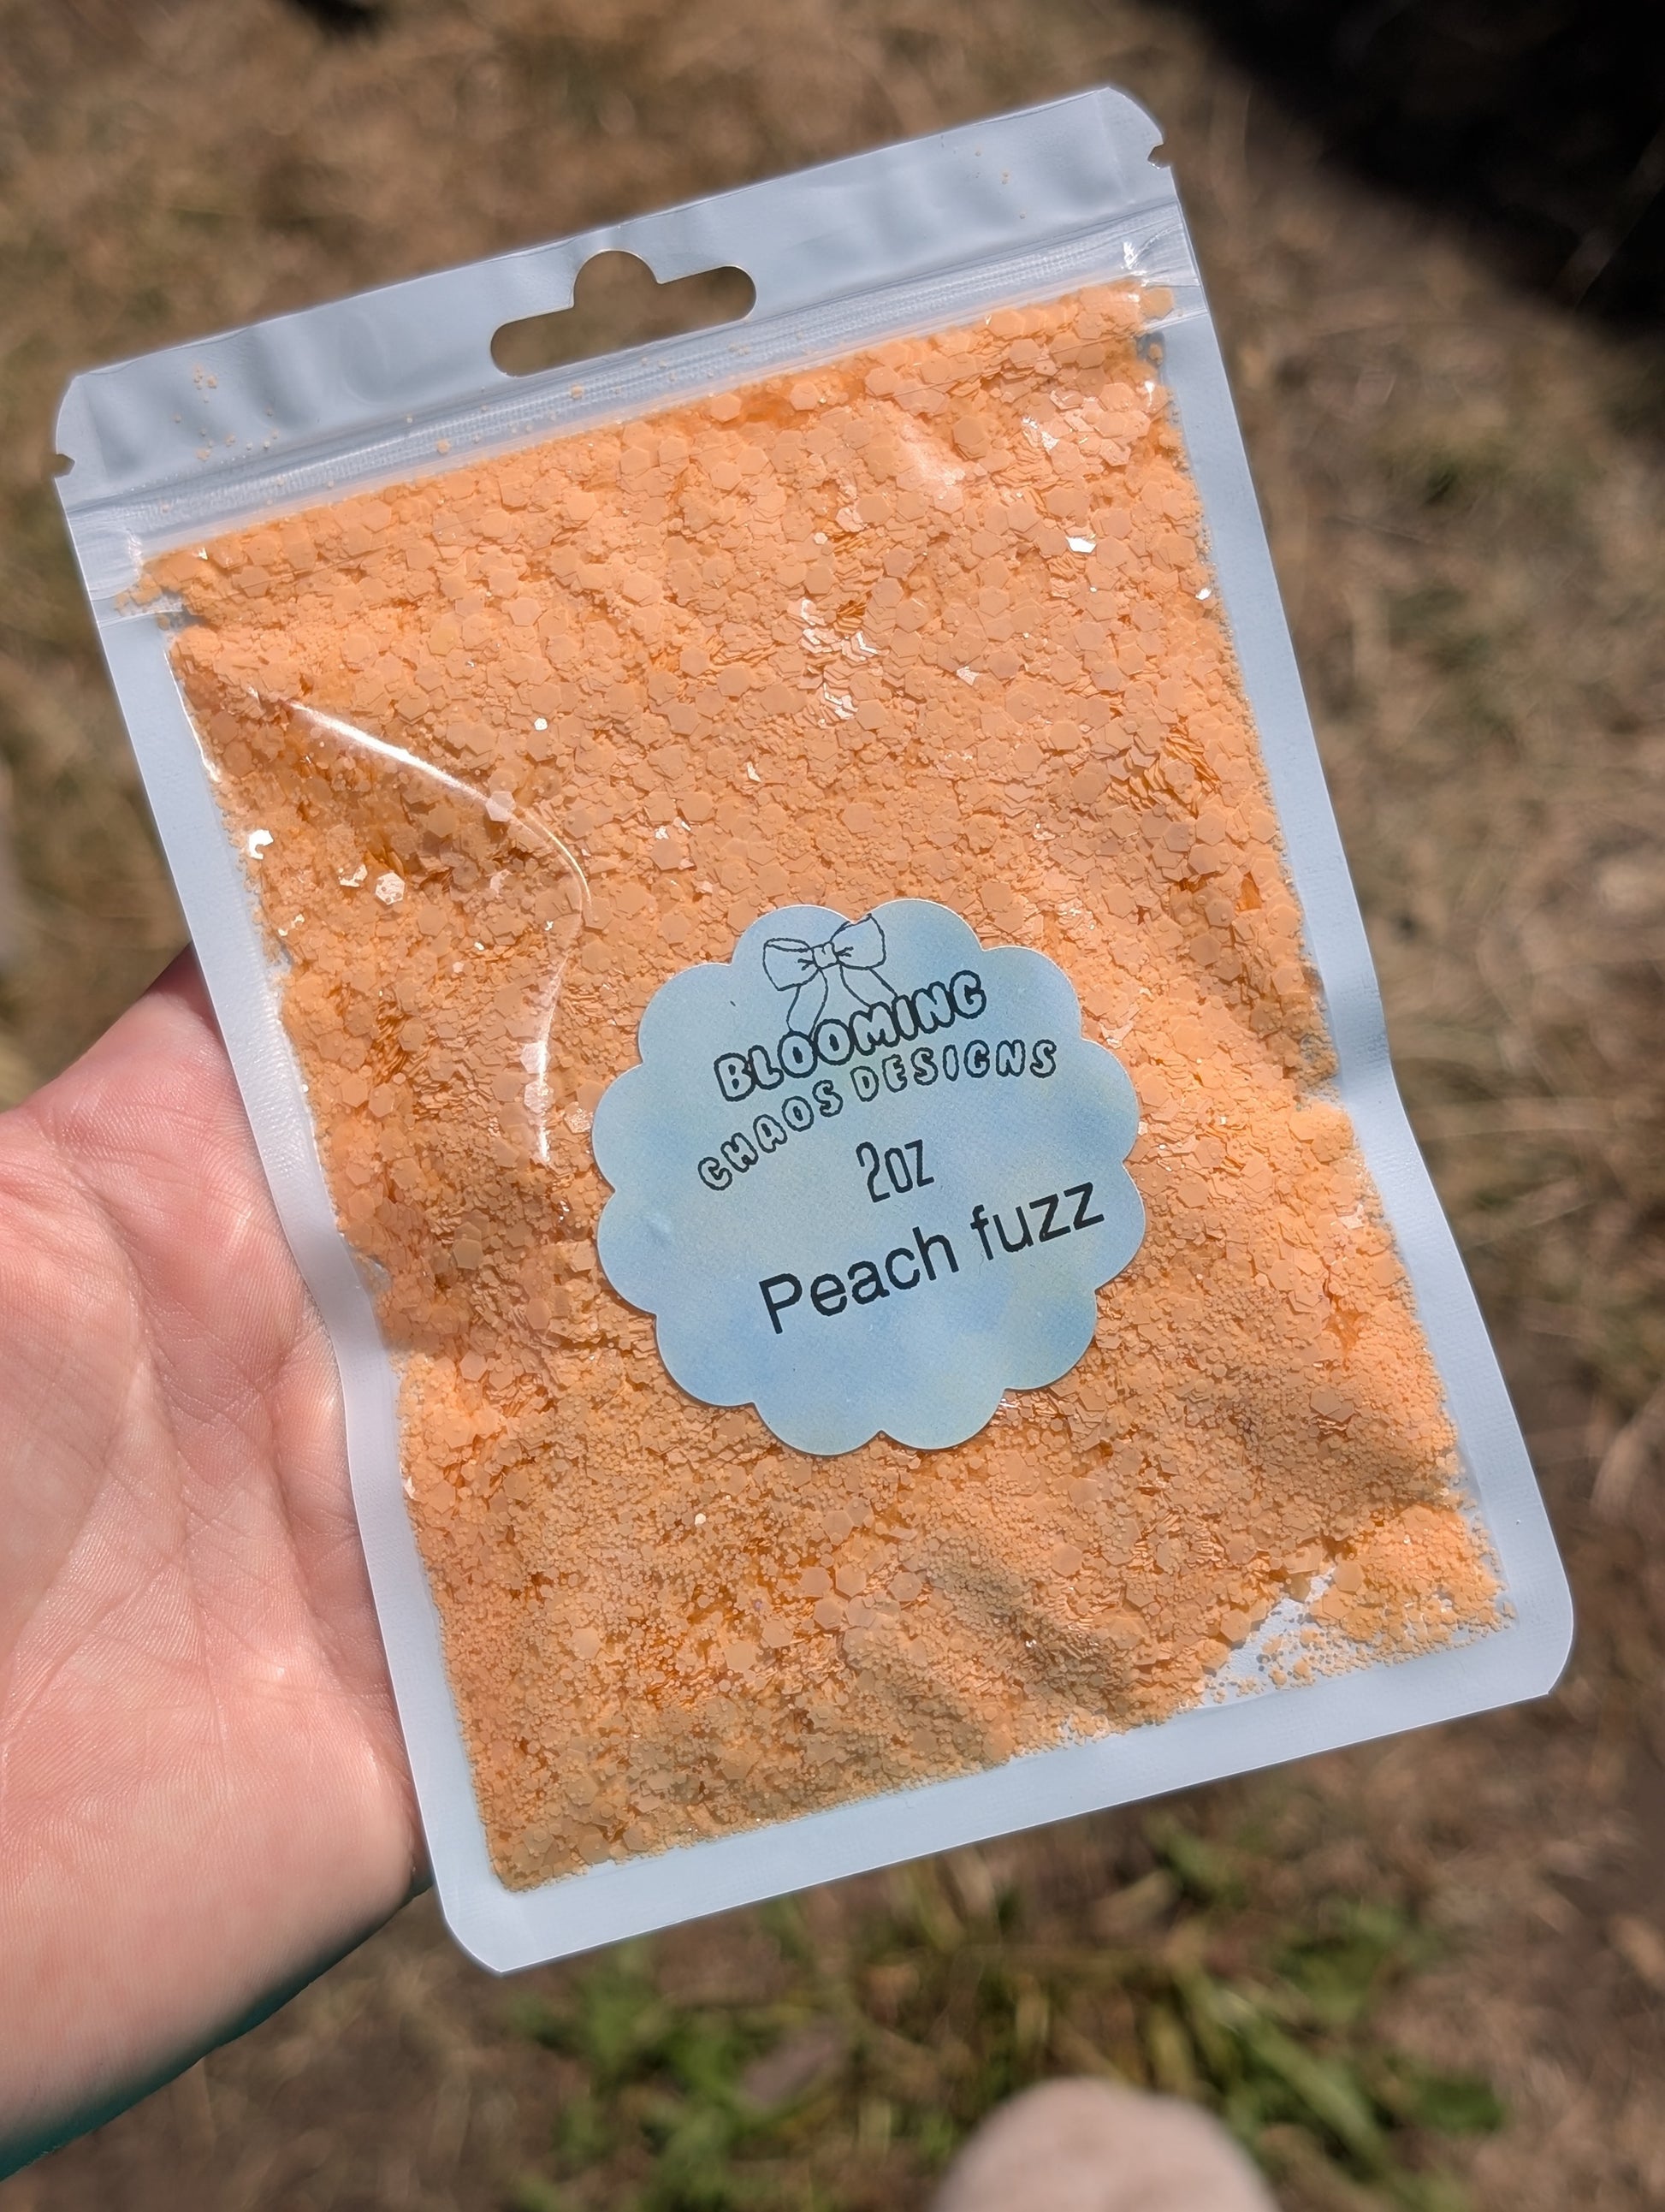 BLOOMING
CHAOS DESIGNS
2oz
Peach fuzz